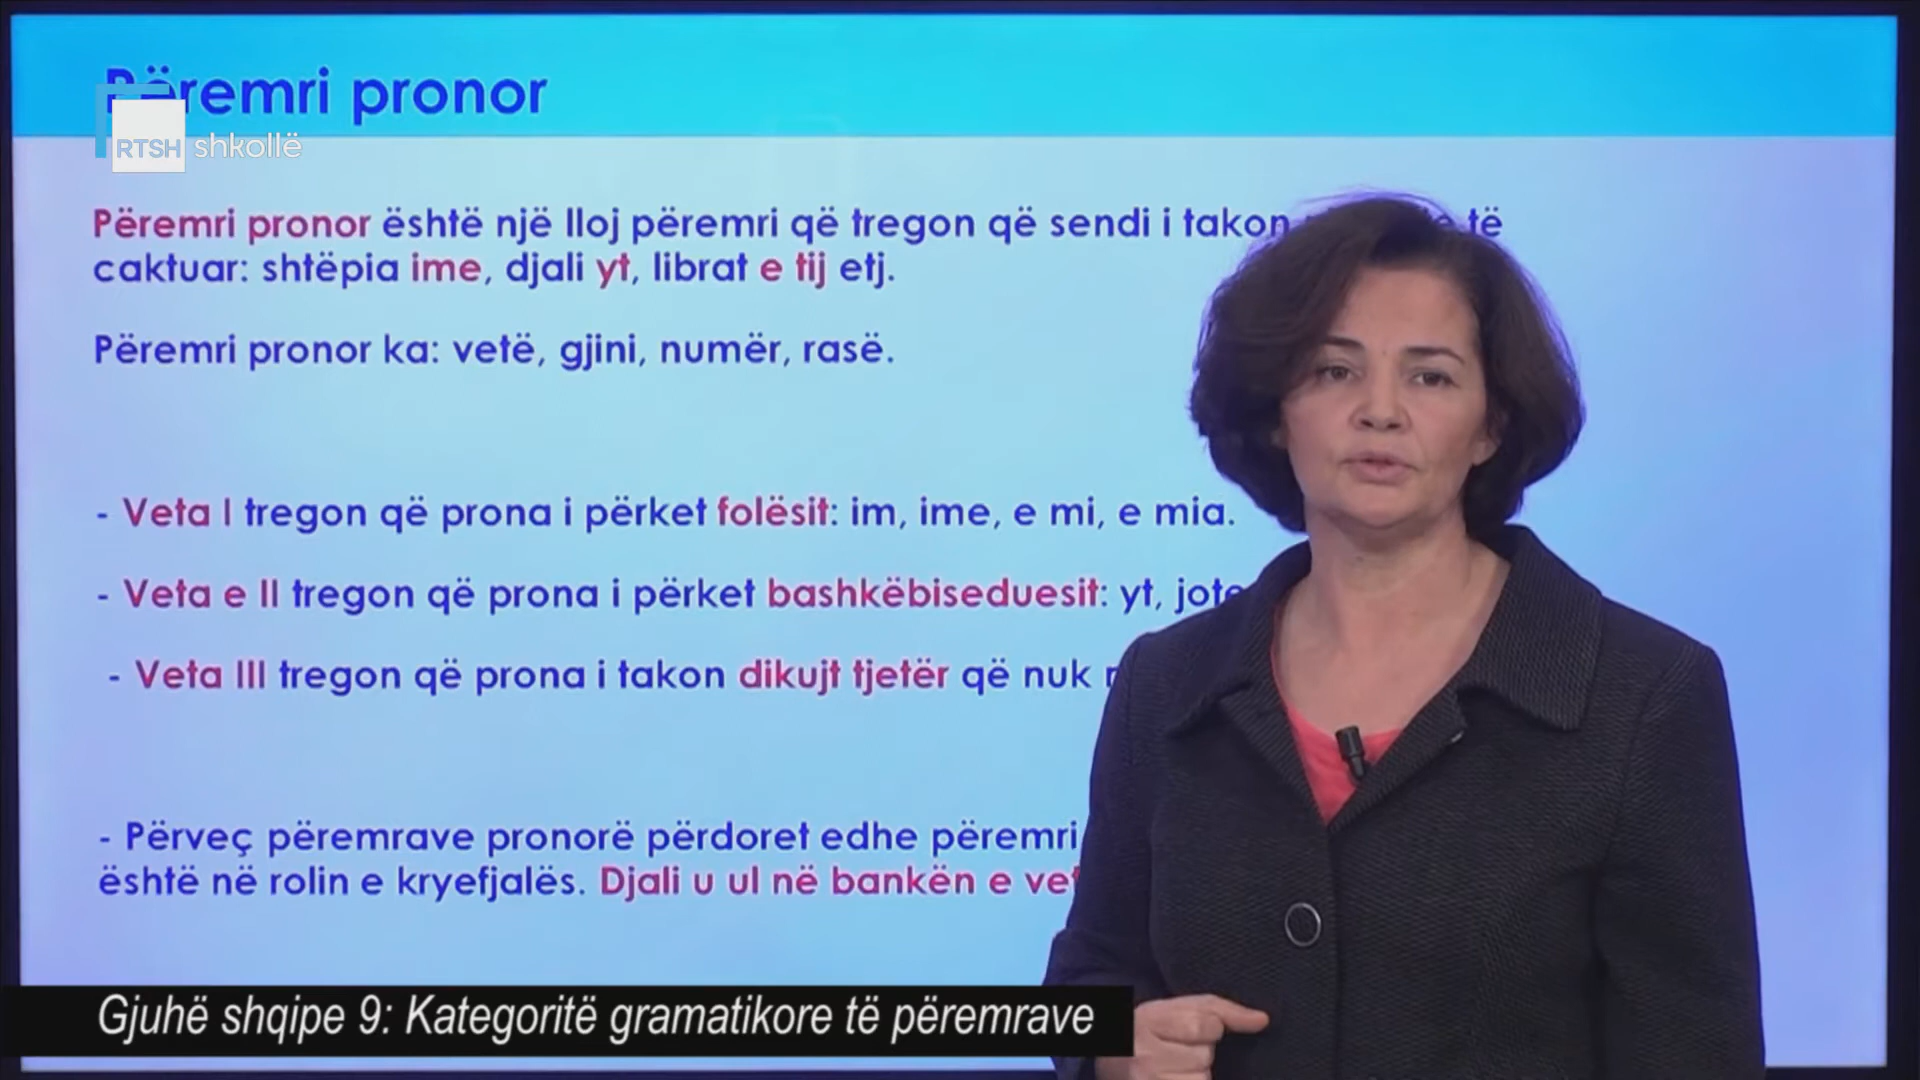 Përemri pronor
RTSH shkollë
Përemri pronor është një lloj përemri që tregon që sendi i takon të
caktuar: shtëpia ime, djali yt, librat e tij etj.
Përemri pronor ka: vetë, gjini, numër, rasë.
- Veta I tregon që prona i përket folësit: im, ime, e mi, e mia.
- Veta e II tregon që prona i përket bashkëbiseduesit: yt, jote
- Veta III tregon që prona i takon dikujt tjetër që nuk
- Përveç përemrave pronorë përdoret edhe përemri
është në rolin e kryefjalës. Djali u ul në bankën e
Gjuhë shqipe 9: Kategoritë gramatikore të përemrave